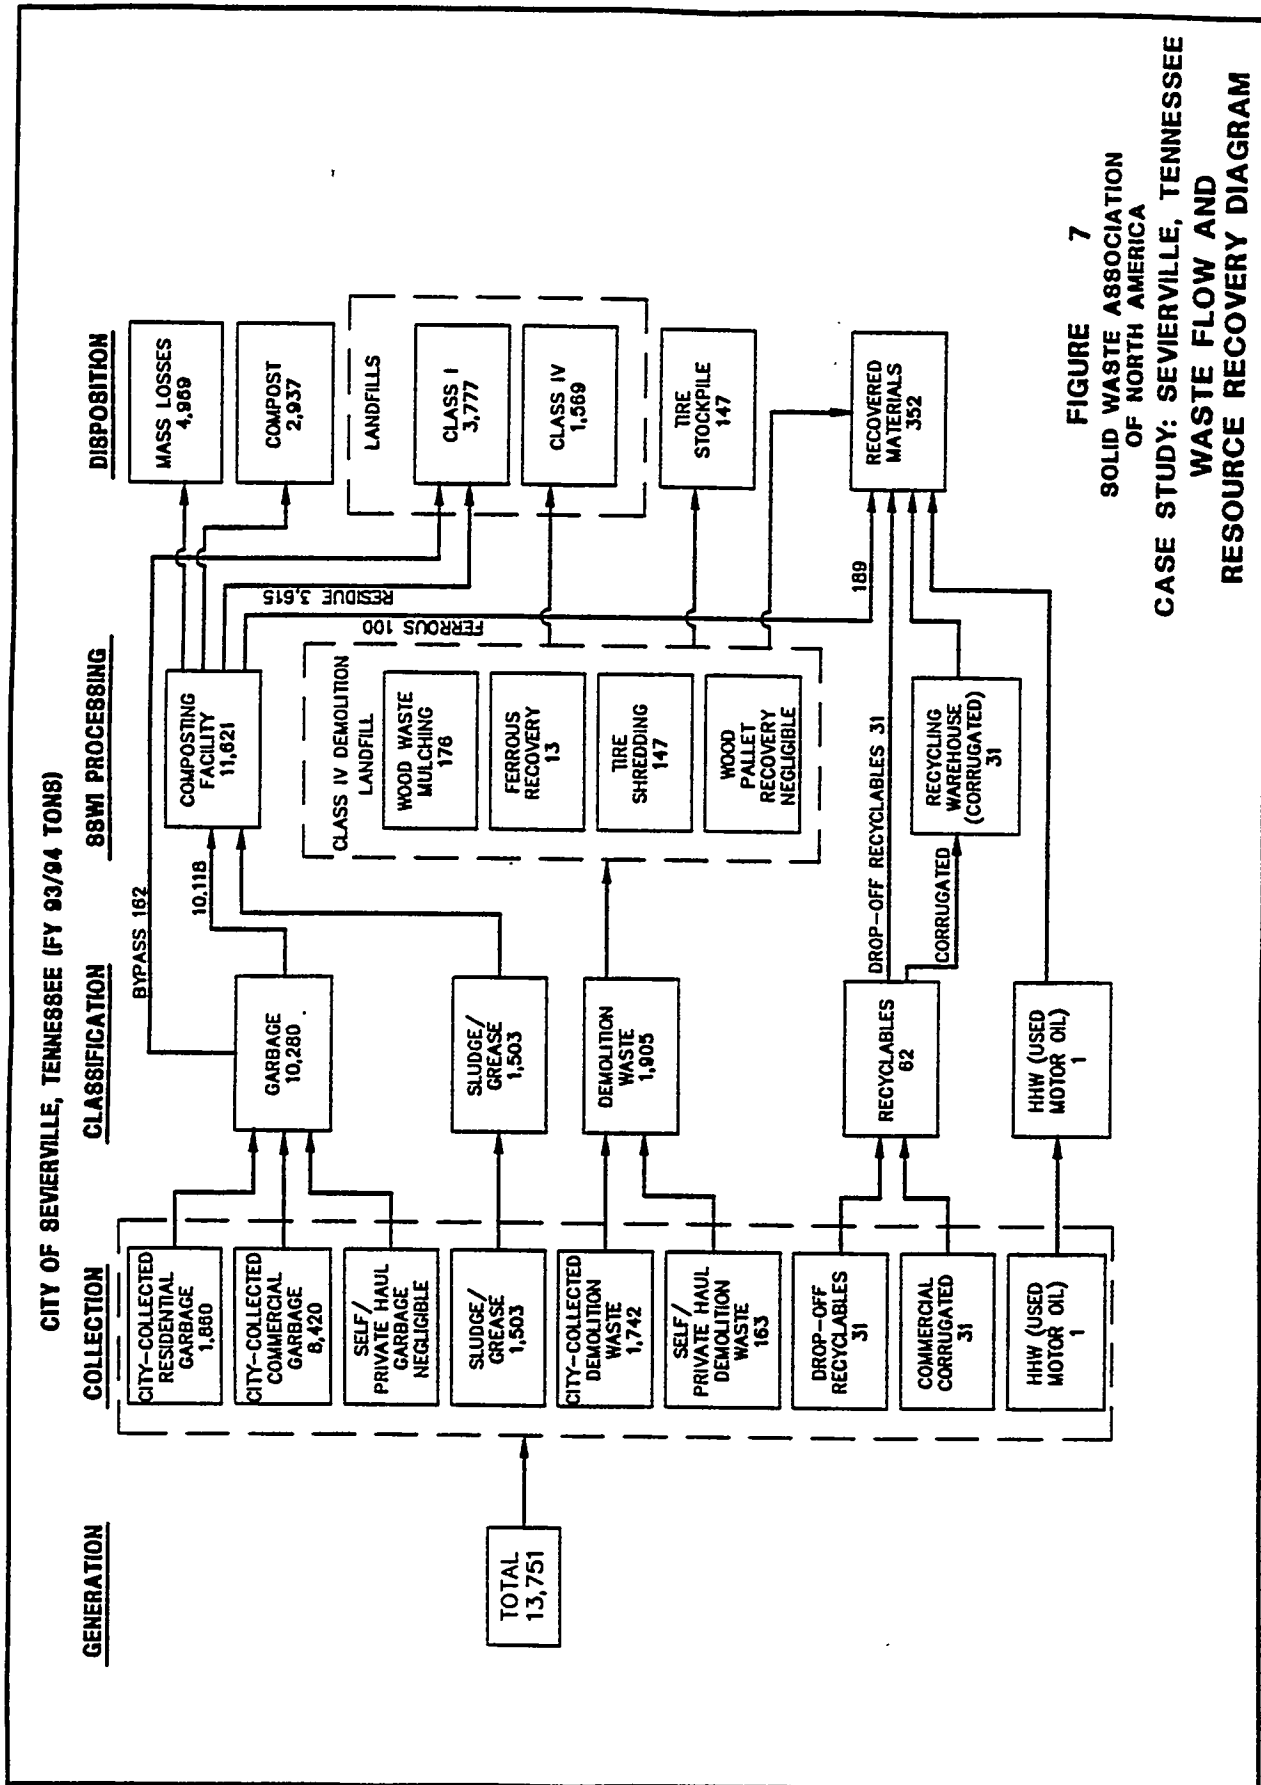 CITY OF SEVIERVILLE, TENNESSEE (FY 93/94 TONS)
GENERATION
COLLECTION
CLASSIFICATION
SSWI PROCESSING
DISPOSITION
TOTAL
13,751
CITY-COLLECTED
RESIDENTIAL
GARBAGE
1,860
CITY-COLLECTED
COMMERCIAL
GARBAGE
8,420
SELF/
PRIVATE HAUL
GARBAGE
NEGLIGIBLE
SLUDGE/
GREASE
1,503
CITY-COLLECTED
DEMOLITION
WASTE
1,742
SELF/
PRIVATE HAUL
DEMOLITION
WASTE
163
DROP-OFF
RECYCLABLES
31
COMMERCIAL
CORRUGATED
31
HHW (USED
MOTOR OIL)
1
GARBAGE
10,280
SLUDGE/
GREASE
1,503
DEMOLITION
WASTE
1,905
RECYCLABLES
62
HHW (USED
MOTOR OIL)
1
BYPASS 162
10,118
DROP-OFF RECYCLABLES 31
CORRUGATED
COMPOSTING
FACILITY
11,621
CLASS IV DEMOLITION
LANDFILL
WOOD WASTE
MULCHING
176
FERROUS
RECOVERY
13
TIRE
SHREDDING
147
WOOD
PALLET
RECOVERY
NEGLIGIBLE
RECYCLING
WAREHOUSE
(CORRUGATED)
31
RESIDUE 3,615
FERROUS 100
189
MASS LOSSES
4,969
COMPOST
2,937
LANDFILLS
CLASS I
3,777
CLASS IV
1,569
TIRE
STOCKPILE
147
RECOVERED
MATERIALS
352
FIGURE 7
SOLID WASTE ASSOCIATION
OF NORTH AMERICA
CASE STUDY: SEVIERVILLE, TENNESSEE
WASTE FLOW AND
RESOURCE RECOVERY DIAGRAM